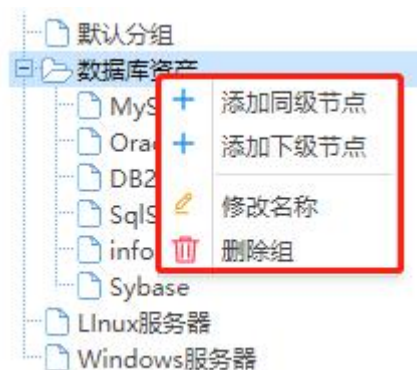 默认分组
数据库资产
MyS
添加同级节点
Orac
添加下级节点
DB2
SqlS
修改名称
info
删除组
Sybase
LInux服务器
Windows服务器